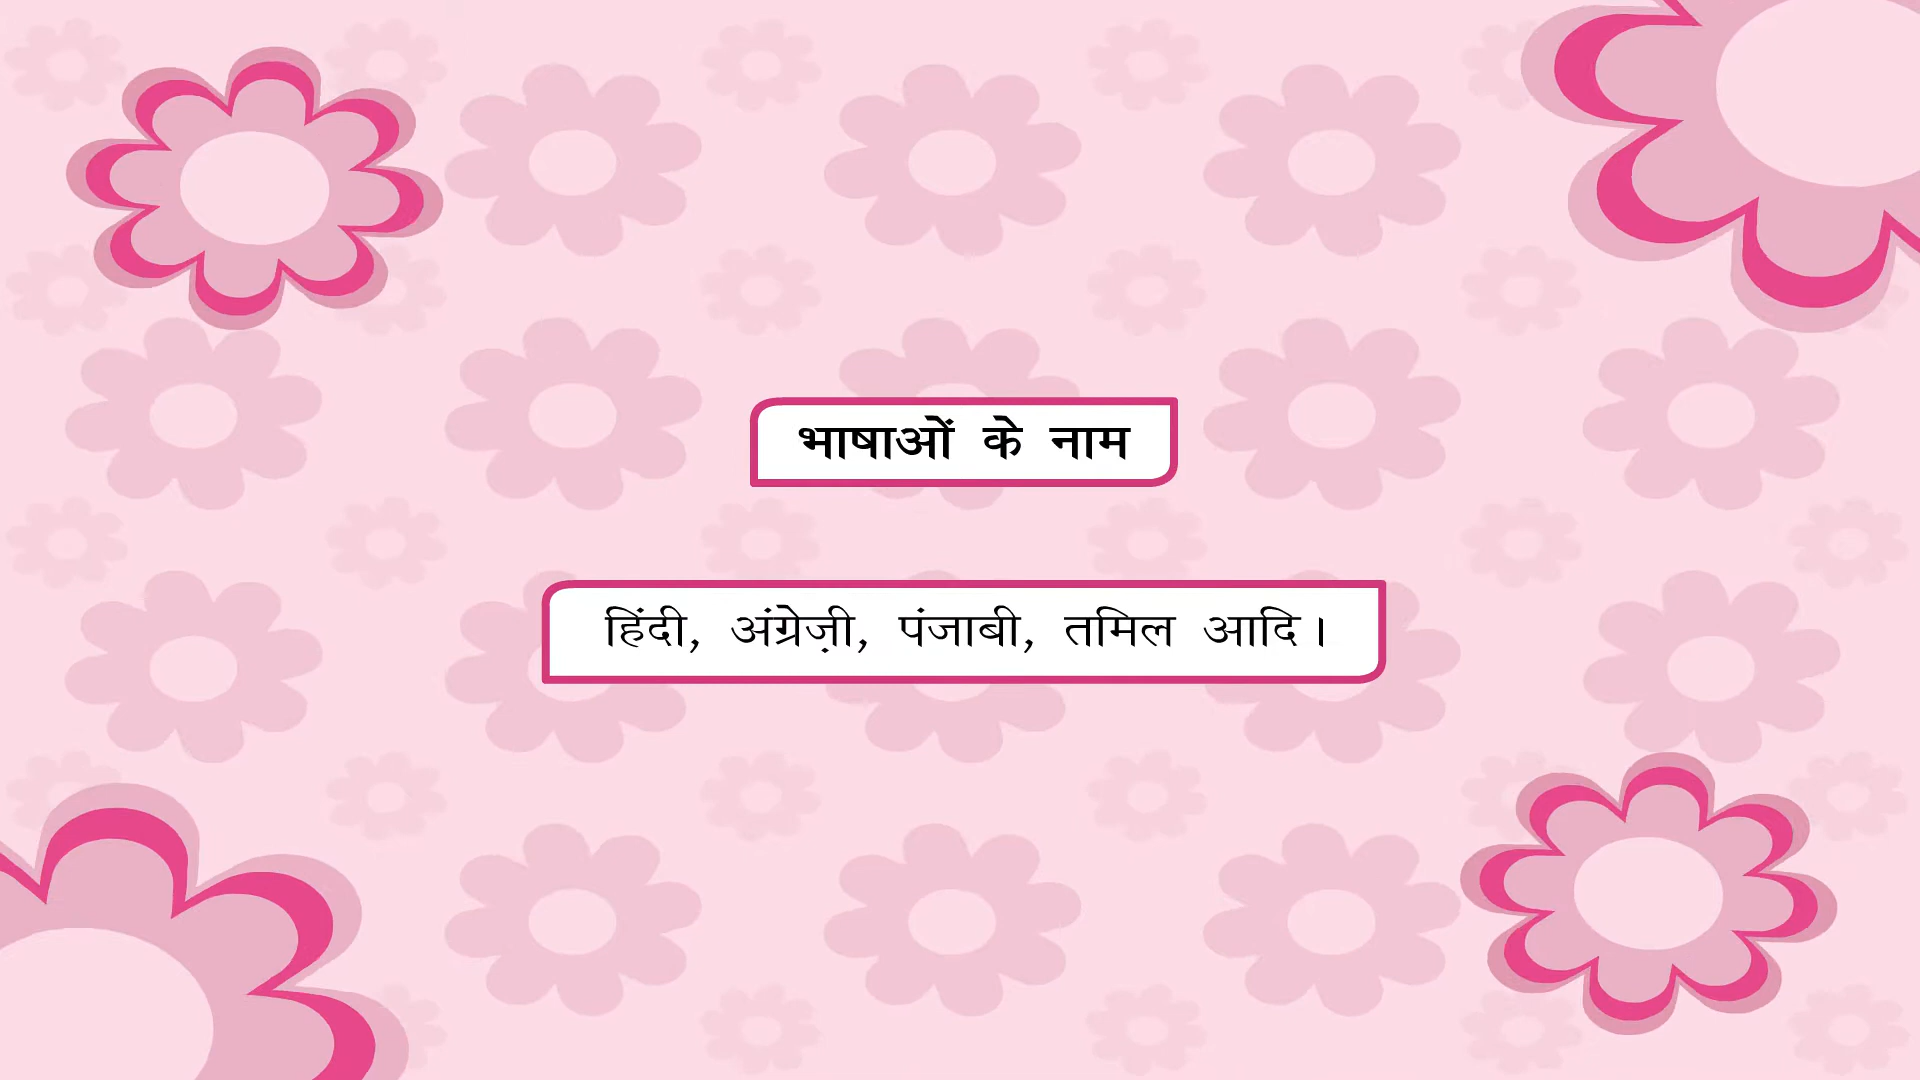 भाषाओं के नाम
हिंदी, अंग्रेज़ी, पंजाबी, तमिल आदि।